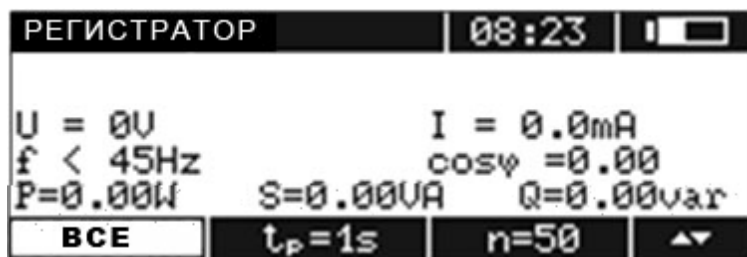 РЕГИСТРАТОР 08:23
U = 0V I = 0.0mA
f < 45Hz cosφ =0.00
P=0.00W S=0.00VA Q=0.00var
ВСЕ tₚ=1s n=50